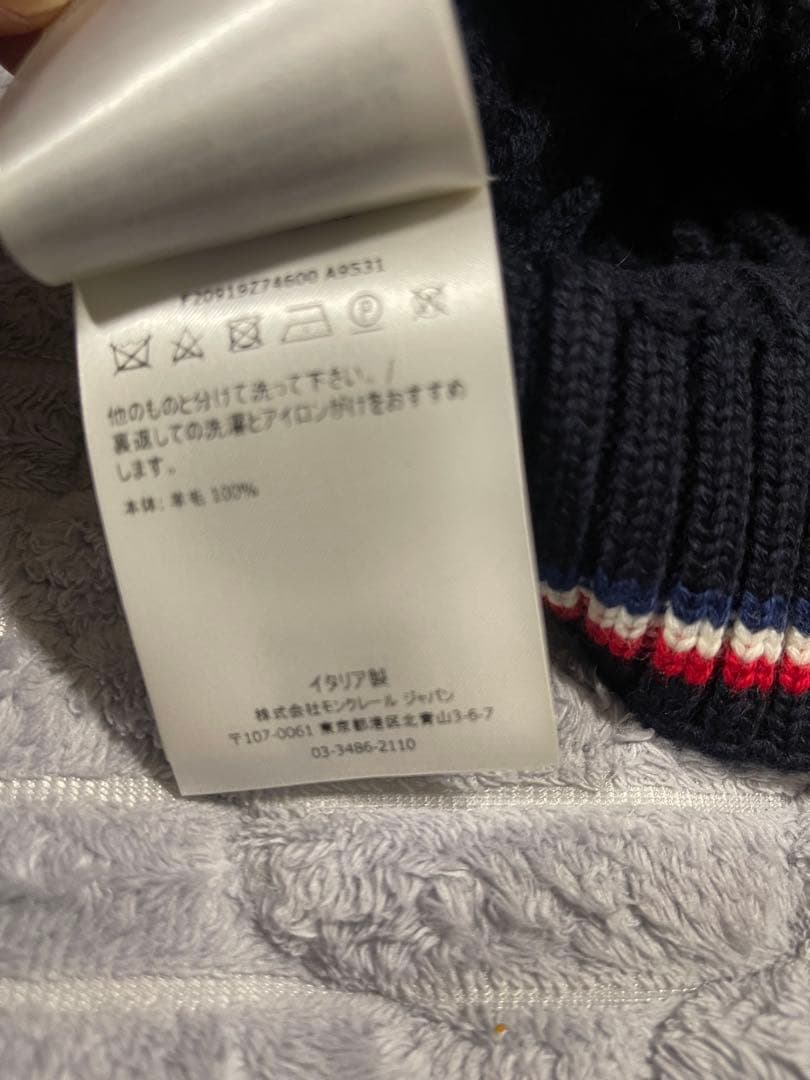 F20919Z74600 A9531
他のものと分けて洗って下さい。/
裏返しての洗濯とアイロンがけをおすすめ
します。
本体: 羊毛 100%
イタリア製
株式会社モンクレール ジャパン
〒107-0061 東京都港区北青山3-6-7
03-3486-2110